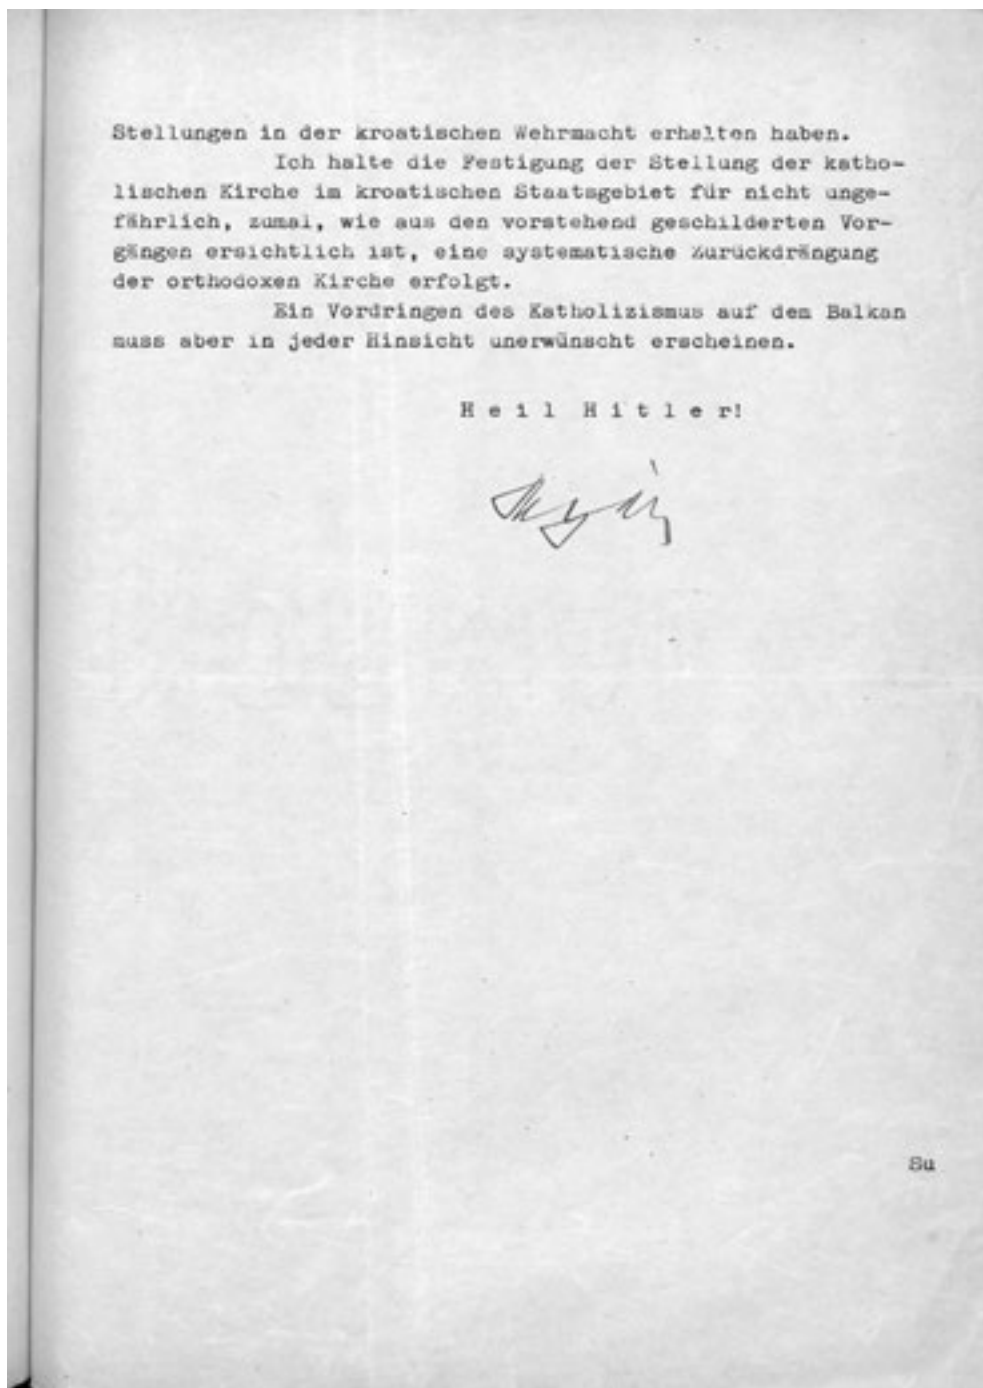 Stellungen in der kroatischen Wehrmacht erhalten haben.
Ich halte die Festigung der Stellung der katho-
lischen Kirche im kroatischen Staatsgebiet für nicht unge-
fährlich, zumal, wie aus den vorstehend geschilderten Vor-
gängen ersichtlich ist, eine systematische Zurückdrängung
der orthodoxen Kirche erfolgt.
Ein Vordringen des Katholizismus auf dem Balkan
muss aber in jeder Hinsicht unerwünscht erscheinen.
H e i l  H i t l e r!
Su